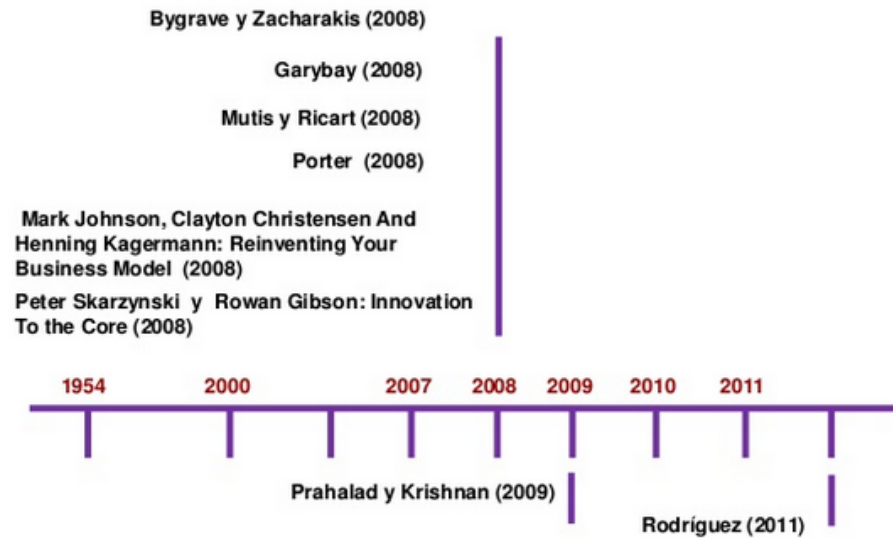 Bygrave y Zacharakis (2008)
Garybay (2008)
Mutis y Ricart (2008)
Porter (2008)
Mark Johnson, Clayton Christensen And
Henning Kagermann: Reinventing Your
Business Model (2008)
Peter Skarzynski y Rowan Gibson: Innovation
To the Core (2008)
1954 2000 2007 2008 2009 2010 2011
Prahalad y Krishnan (2009)
Rodríguez (2011)